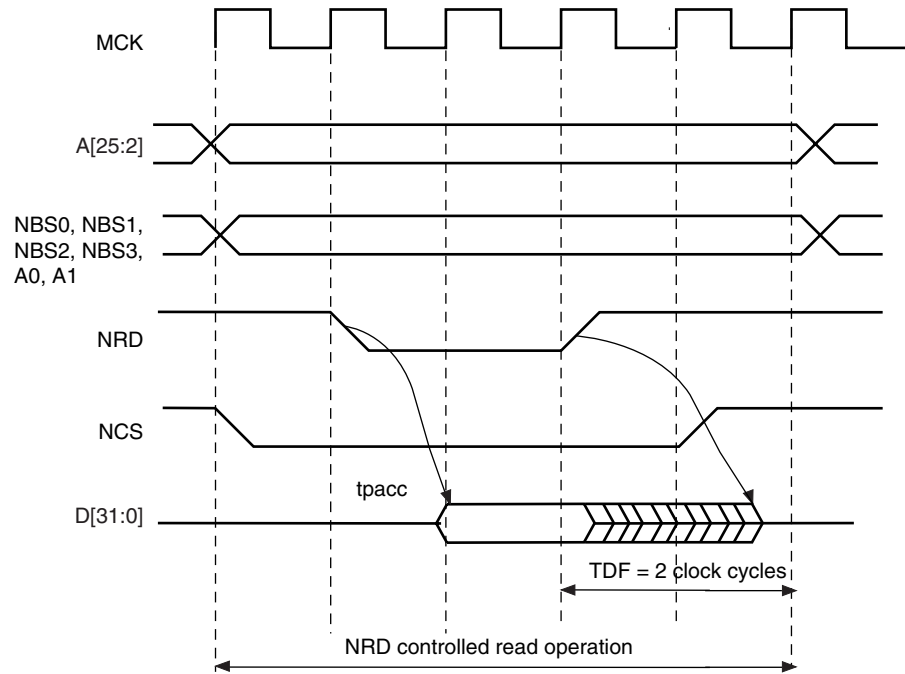 MCK
A[25:2]
NBS0, NBS1,
NBS2, NBS3,
A0, A1
NRD
NCS
tpacc
D[31:0]
TDF = 2 clock cycles
NRD controlled read operation